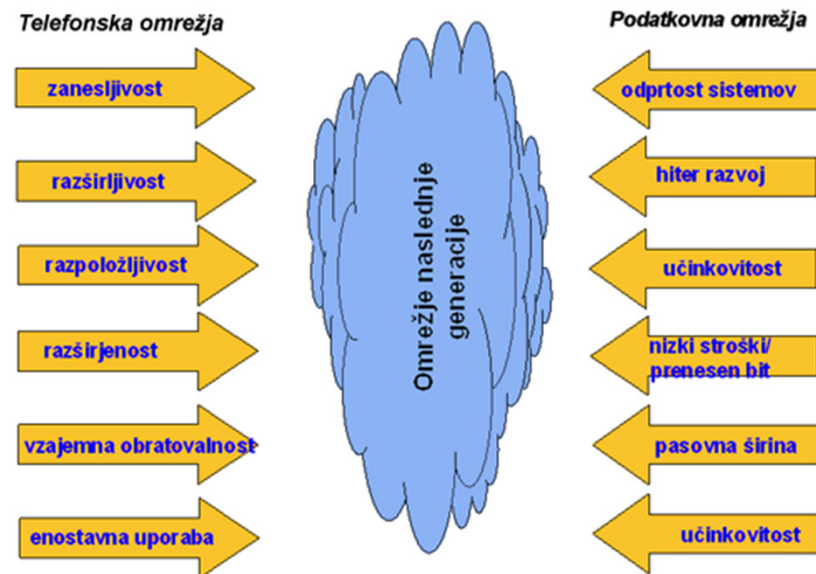 Telefonska omrežja
zanesljivost
razširljivost
razpoložljivost
razširjenost
vzajemna obratovalnost
enostavna uporaba
Omrežje naslednje
generacije
Podatkovna omrežja
odprtost sistemov
hiter razvoj
učinkovitost
nizki stroški/
prenesen bit
pasovna širina
učinkovitost